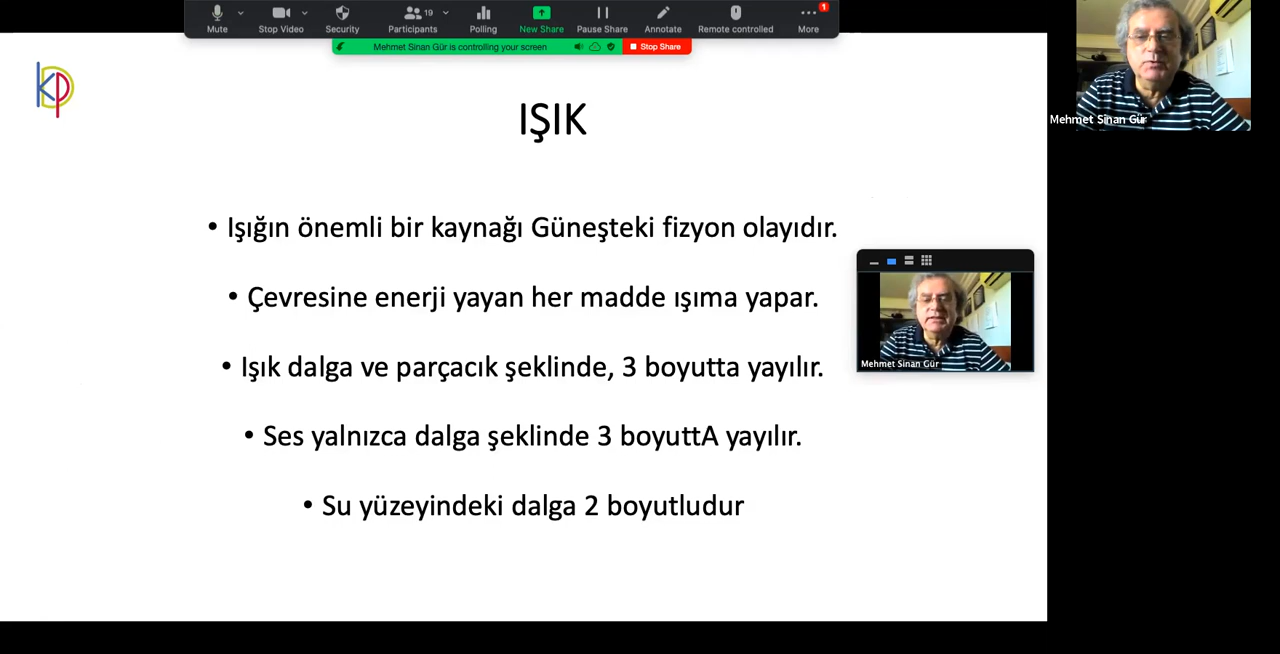 Mute
Stop Video
Security
Participants
19
Polling
New Share
Pause Share
Annotate
Remote controlled
More
1
Mehmet Sinan Gür is controlling your screen
Stop Share
kp
Mehmet Sinan Gür
IŞIK
• Işığın önemli bir kaynağı Güneşteki fizyon olayıdır.
• Çevresine enerji yayan her madde ışıma yapar.
• Işık dalga ve parçacık şeklinde, 3 boyutta yayılır.
• Ses yalnızca dalga şeklinde 3 boyuttA yayılır.
• Su yüzeyindeki dalga 2 boyutludur
Mehmet Sinan Gür